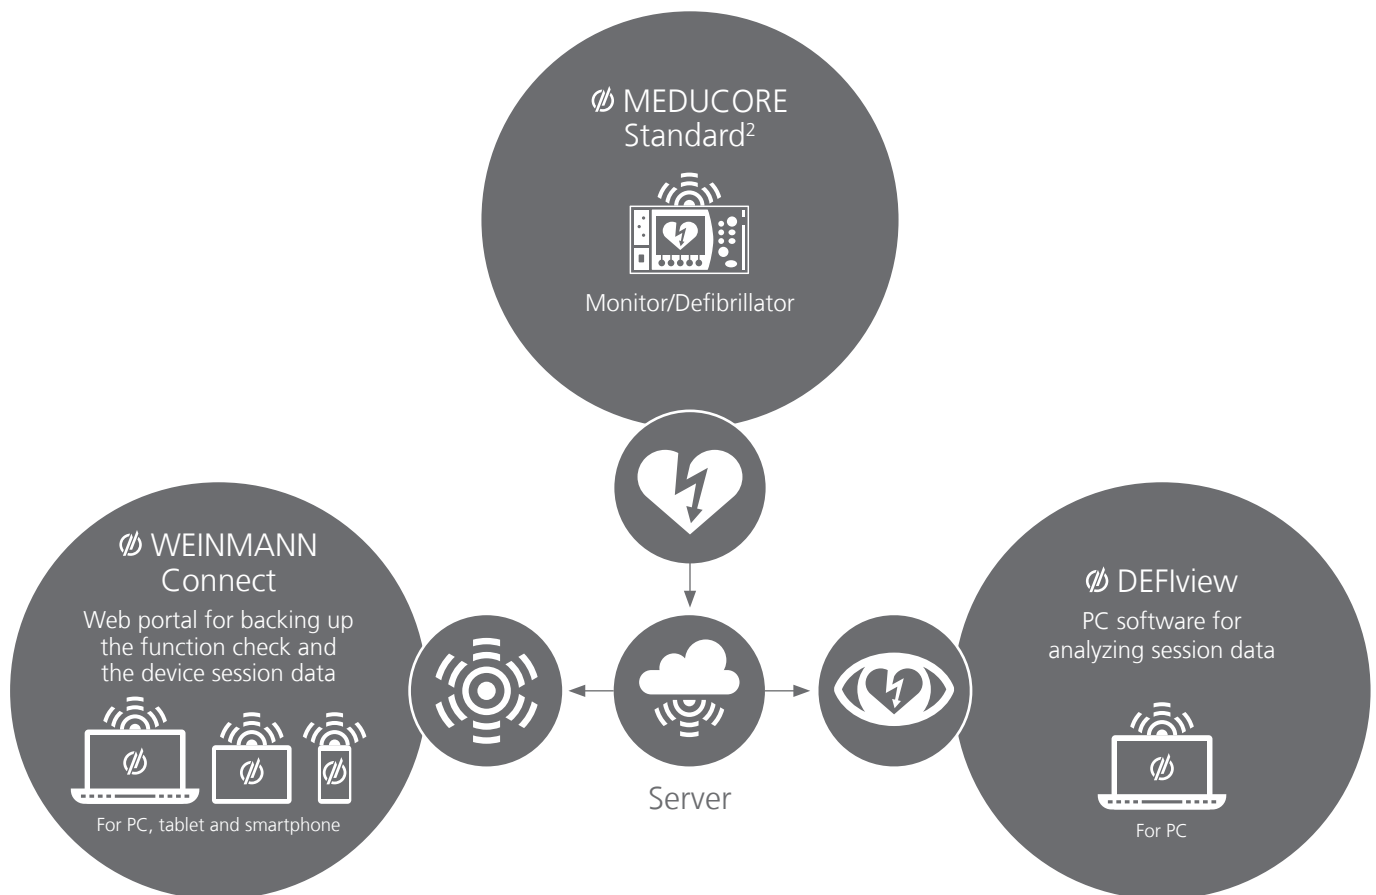 MEDUCORE
Standard²
Monitor/Defibrillator
WEINMANN
Connect
Web portal for backing up
the function check and
the device session data
For PC, tablet and smartphone
Server
DEFIview
PC software for
analyzing session data
For PC